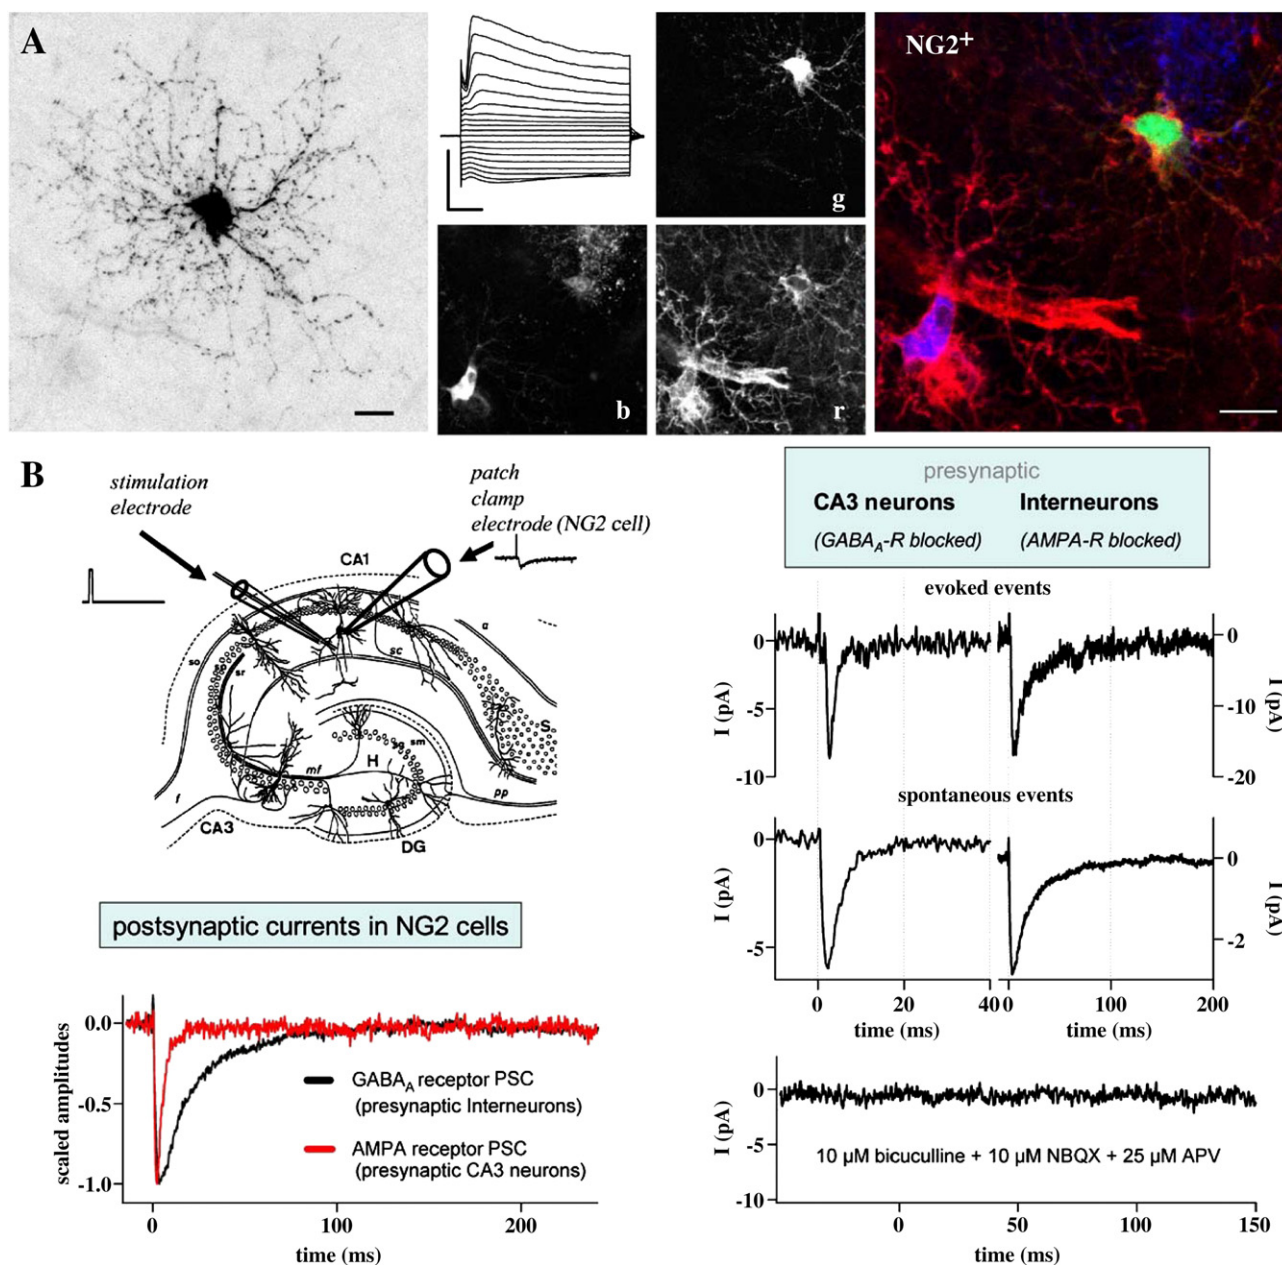 A
NG2+
g
b
r
B
stimulation
electrode
patch
clamp
electrode (NG2 cell)
CA1
so
sp
sr
sc
a
S
sg
sm
H
mf
f
pp
CA3
DG
presynaptic
CA3 neurons
Interneurons
(GABAA-R blocked)
(AMPA-R blocked)
evoked events
I (pA)
0
-5
-10
0
-10
-20
I (pA)
spontaneous events
I (pA)
0
-5
0
-2
I (pA)
0
20
40
0
100
200
time (ms)
time (ms)
postsynaptic currents in NG2 cells
scaled amplitudes
0.0
-0.5
-1.0
GABAA receptor PSC
(presynaptic Interneurons)
AMPA receptor PSC
(presynaptic CA3 neurons)
0
100
200
time (ms)
I (pA)
0
-5
-10
10 µM bicuculline + 10 µM NBQX + 25 µM APV
0
50
100
150
time (ms)